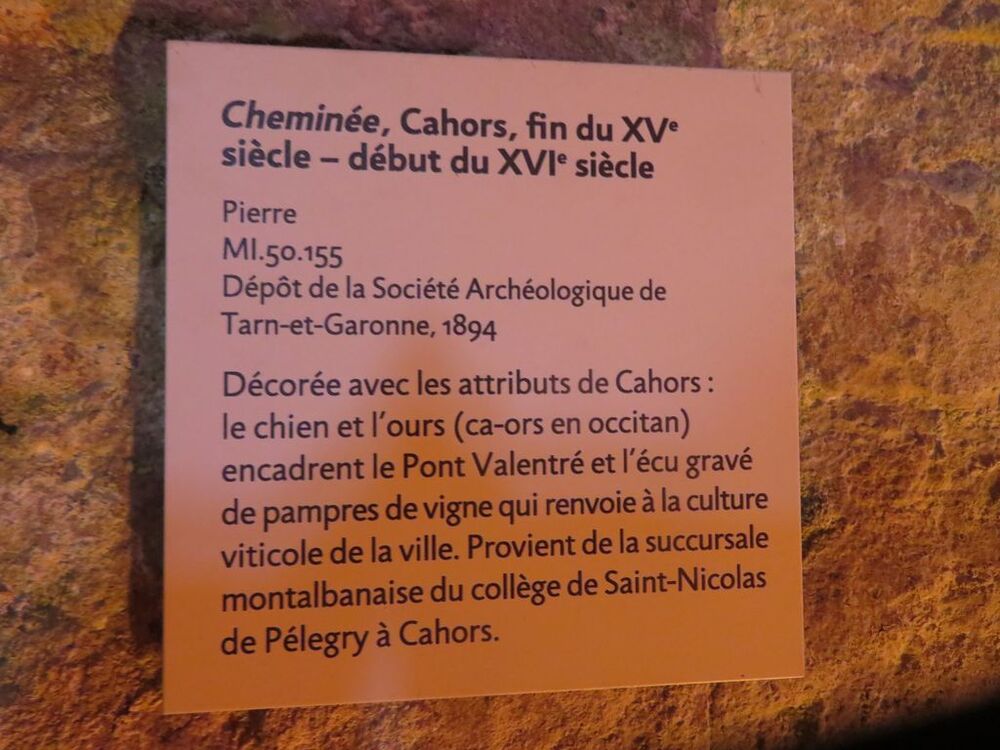 Cheminée, Cahors, fin du XVᵉ
siècle – début du XVIᵉ siècle
Pierre
MI.50.155
Dépôt de la Société Archéologique de
Tarn-et-Garonne, 1894
Décorée avec les attributs de Cahors :
le chien et l'ours (ca-ors en occitan)
encadrent le Pont Valentré et l'écu gravé
de pampres de vigne qui renvoie à la culture
viticole de la ville. Provient de la succursale
montalbanaise du collège de Saint-Nicolas
de Pélegry à Cahors.